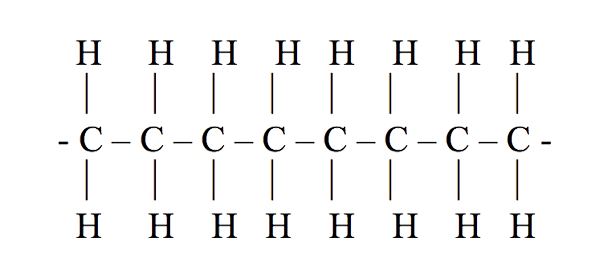 H H H H H H H H
| | | | | | | |
- C – C – C – C – C – C – C – C -
| | | | | | | |
H H H H H H H H